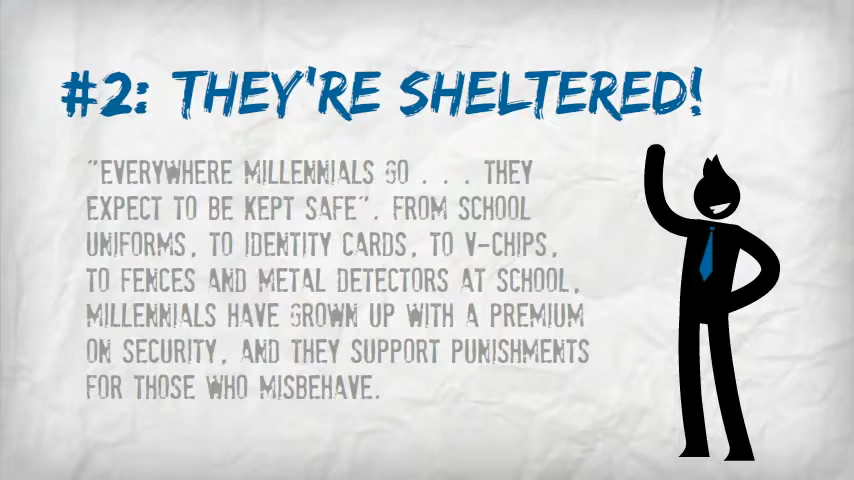 #2: THEY'RE SHELTERED!
"EVERYWHERE MILLENNIALS GO . . . THEY
EXPECT TO BE KEPT SAFE". FROM SCHOOL
UNIFORMS, TO IDENTITY CARDS, TO V-CHIPS,
TO FENCES AND METAL DETECTORS AT SCHOOL,
MILLENNIALS HAVE GROWN UP WITH A PREMIUM
ON SECURITY, AND THEY SUPPORT PUNISHMENTS
FOR THOSE WHO MISBEHAVE.